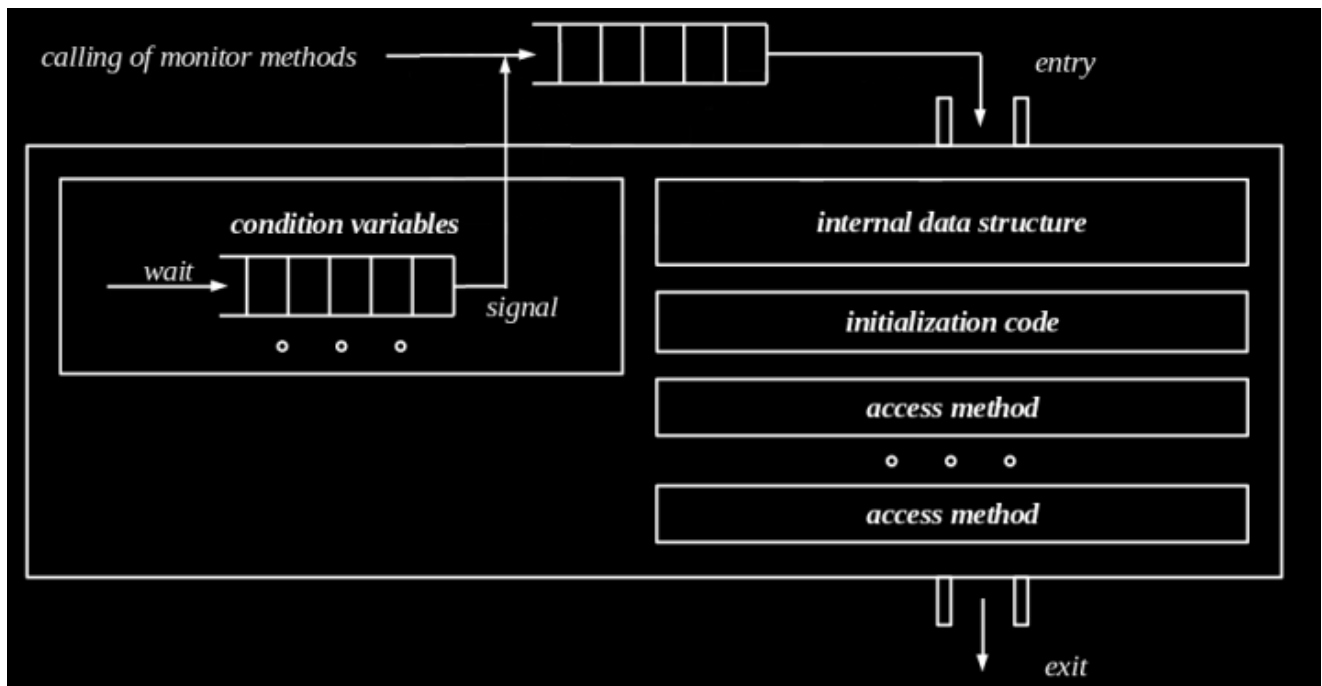 calling of monitor methods
entry
condition variables
wait
signal
internal data structure
initialization code
access method
access method
exit